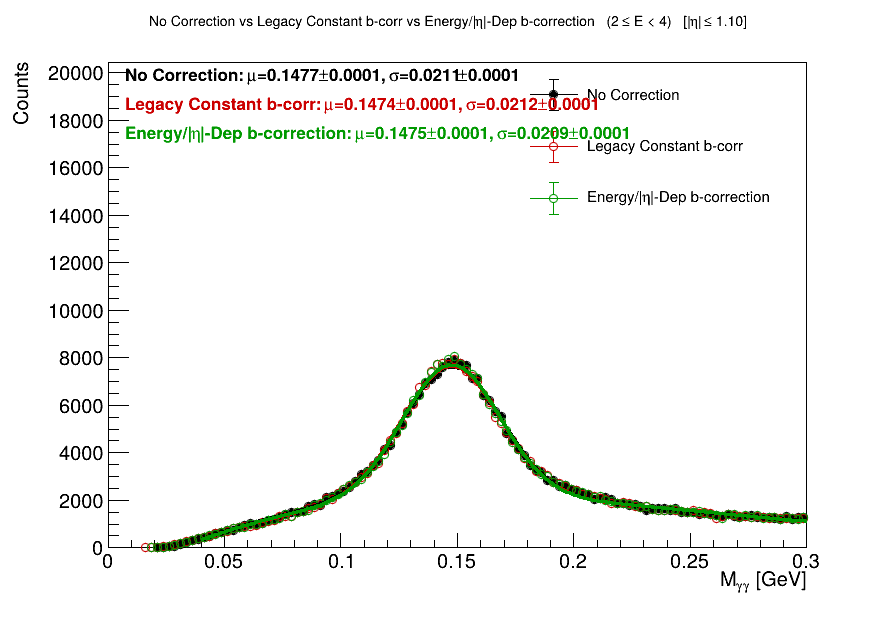 No Correction vs Legacy Constant b-corr vs Energy/|η|-Dep b-correction (2 ≤ E < 4) [|η| ≤ 1.10]
Counts
No Correction: μ=0.1477±0.0001, σ=0.0211±0.0001
Legacy Constant b-corr: μ=0.1474±0.0001, σ=0.0212±0.0001
Energy/|η|-Dep b-correction: μ=0.1475±0.0001, σ=0.0209±0.0001
No Correction
Legacy Constant b-corr
Energy/|η|-Dep b-correction
20000
18000
16000
14000
12000
10000
8000
6000
4000
2000
0
0 0.05 0.1 0.15 0.2 0.25 0.3
Mγγ [GeV]